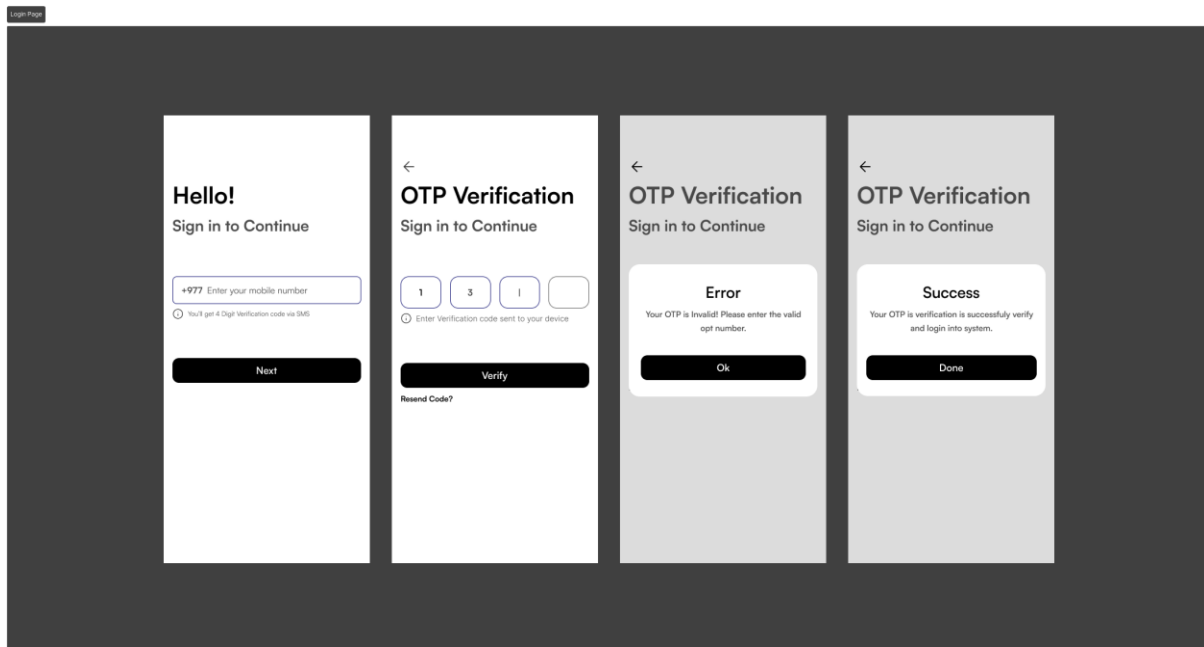 Login Page
Hello!
Sign in to Continue
+977 Enter your mobile number
You'll get 4 Digit Verification code via SMS
Next
OTP Verification
Sign in to Continue
1 3
Enter Verification code sent to your device
Verify
Resend Code?
OTP Verification
Sign in to Continue
Error
Your OTP is Invalid! Please enter the valid
opt number.
Ok
OTP Verification
Sign in to Continue
Success
Your OTP is verification is successfuly verify
and login into system.
Done